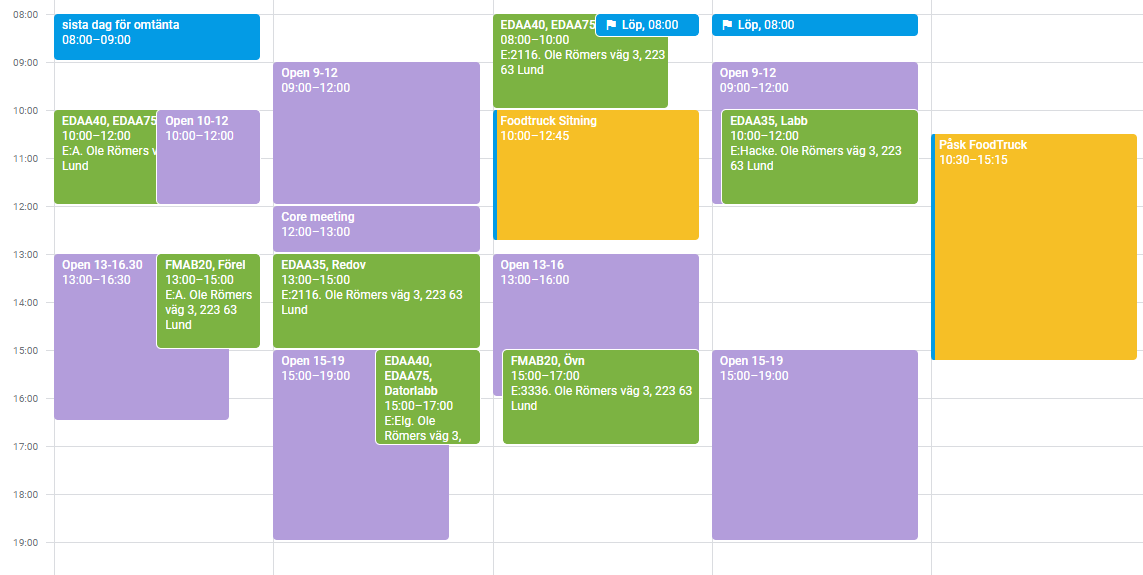 08:00
09:00
10:00
11:00
12:00
13:00
14:00
15:00
16:00
17:00
18:00
19:00
sista dag för omtänta
08:00–09:00
EDAA40, EDAA75
10:00–12:00
E:A. Ole Römers v
Lund
Open 10-12
10:00–12:00
Open 13-16.30
13:00–16:30
FMAB20, Förel
13:00–15:00
E:A. Ole Römers
väg 3, 223 63
Lund
Open 9-12
09:00–12:00
Core meeting
12:00–13:00
EDAA35, Redov
13:00–15:00
E:2116. Ole Römers väg 3, 223 63
Lund
Open 15-19
15:00–19:00
EDAA40,
EDAA75,
Datorlabb
15:00–17:00
E:Elg. Ole
Römers väg 3,
EDAA40, EDAA75
08:00–10:00
E:2116. Ole Römers väg 3, 223
63 Lund
Löp, 08:00
Foodtruck Sitning
10:00–12:45
Open 13-16
13:00–16:00
FMAB20, Övn
15:00–17:00
E:3336. Ole Römers väg 3, 223 63
Lund
Löp, 08:00
Open 9-12
09:00–12:00
EDAA35, Labb
10:00–12:00
E:Hacke. Ole Römers väg 3, 223
63 Lund
Open 15-19
15:00–19:00
Påsk FoodTruck
10:30–15:15